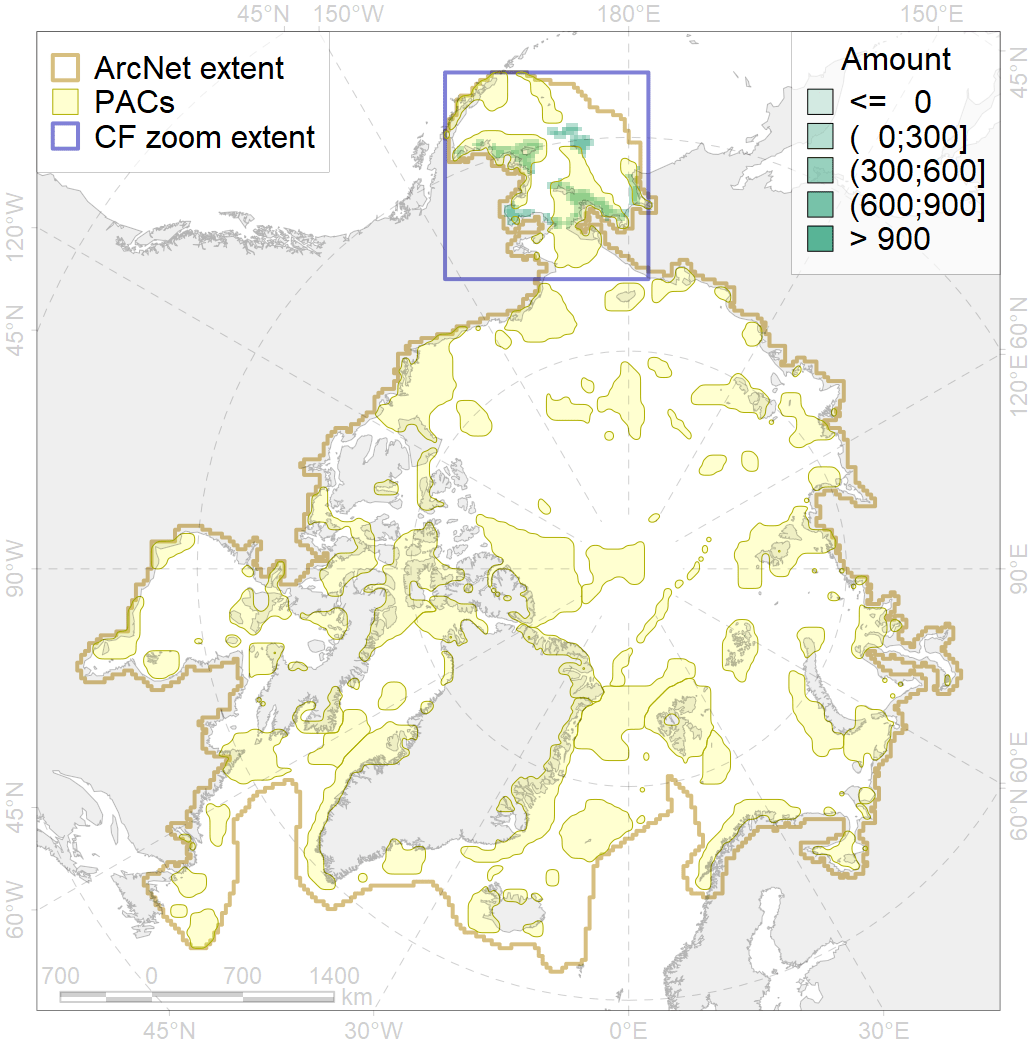 45°N 150°W 180°E 150°E
ArcNet extent
PACs
CF zoom extent
Amount
<= 0
( 0;300]
(300;600]
(600;900]
> 900
45°N
120°W
45°N
60°N
120°E
90°W
90°E
45°N
60°E
60°N
60°W
700 0 700 1400
km
45°N 30°W 0°E 30°E